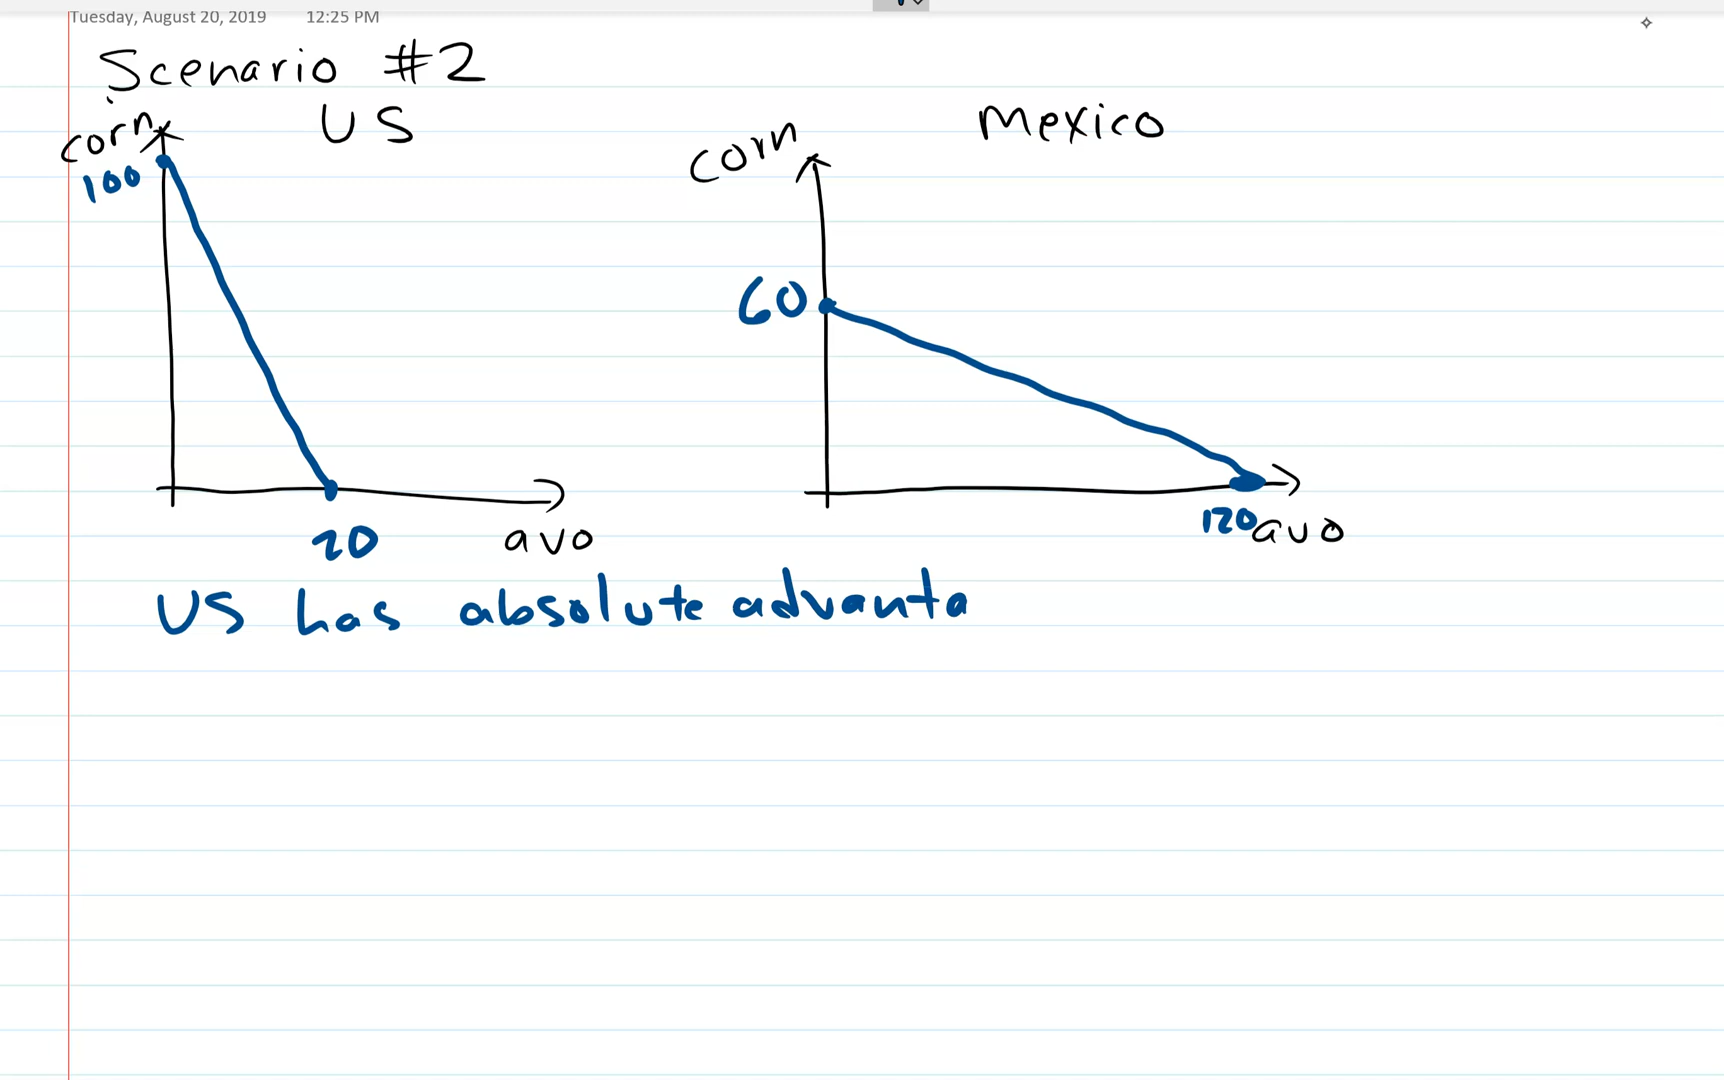 Tuesday, August 20, 2019 12:25 PM
Scenario #2
US Mexico
corn corn
100
60
20 avo 120 avo
US has absolute advanta